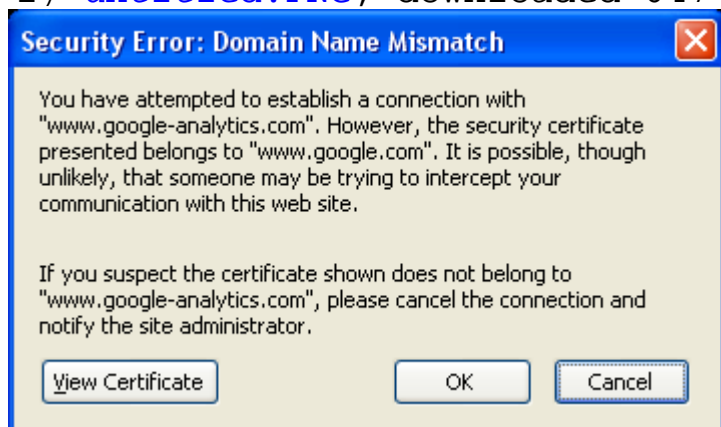 Security Error: Domain Name Mismatch
You have attempted to establish a connection with
"www.google-analytics.com". However, the security certificate
presented belongs to "www.google.com". It is possible, though
unlikely, that someone may be trying to intercept your
communication with this web site.
If you suspect the certificate shown does not belong to
"www.google-analytics.com", please cancel the connection and
notify the site administrator.
View Certificate
OK
Cancel